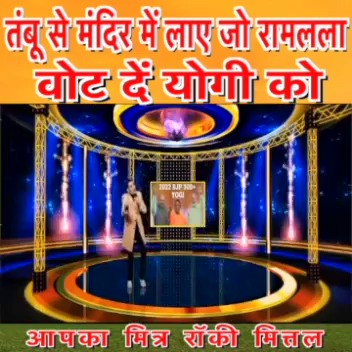 तंबू से मंदिर में लाए जो रामलला
वोट दें योगी को
2022 BJP 300+
YOGI
आपका मित्र रॉकी मित्तल